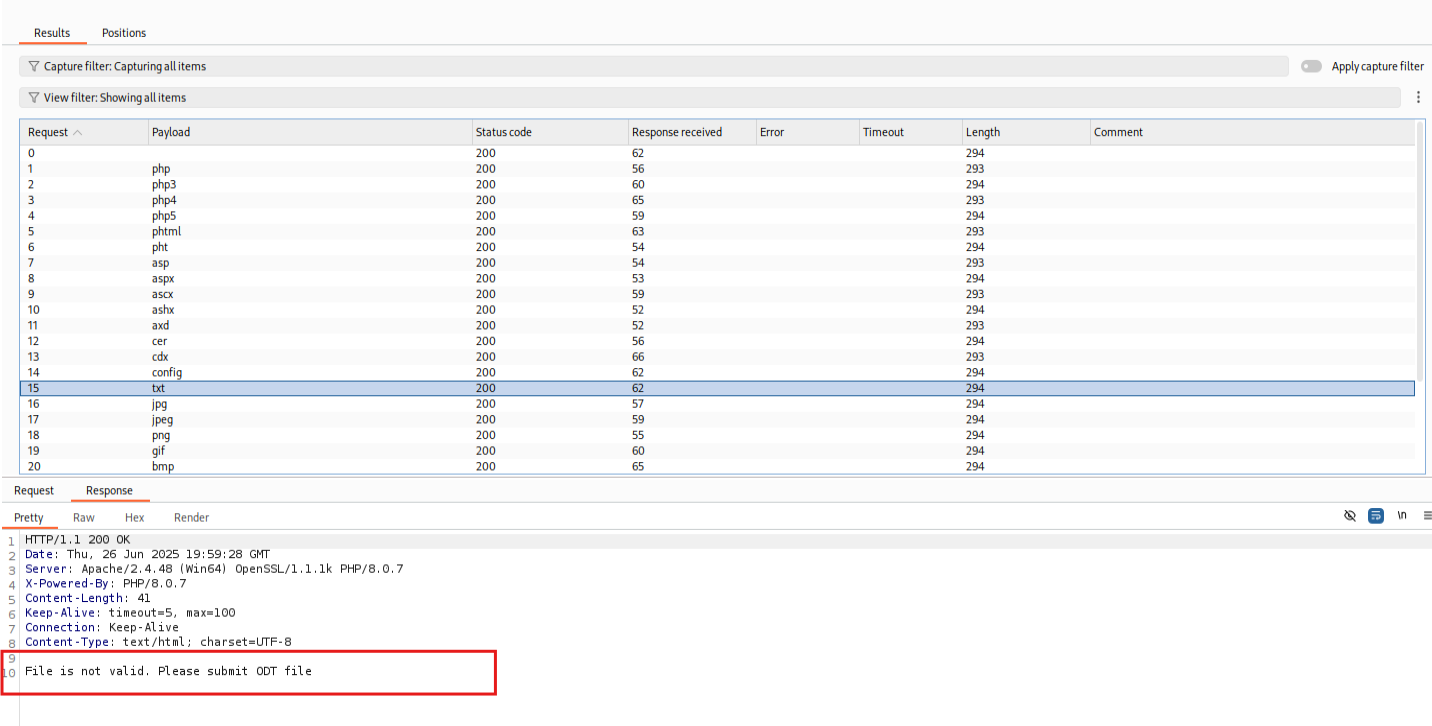 Results Positions
Capture filter: Capturing all items Apply capture filter
View filter: Showing all items
Request Payload Status code Response received Error Timeout Length Comment
0 200 62 294
1 php 200 56 293
2 php3 200 60 294
3 php4 200 65 293
4 php5 200 59 294
5 phtml 200 63 293
6 pht 200 54 294
7 asp 200 54 293
8 aspx 200 53 294
9 ascx 200 59 293
10 ashx 200 52 294
11 axd 200 52 293
12 cer 200 56 294
13 cdx 200 66 293
14 config 200 62 294
15 txt 200 62 294
16 jpg 200 57 294
17 jpeg 200 59 294
18 png 200 55 294
19 gif 200 60 294
20 bmp 200 65 294
Request Response
Pretty Raw Hex Render \n
1 HTTP/1.1 200 OK
2 Date: Thu, 26 Jun 2025 19:59:28 GMT
3 Server: Apache/2.4.48 (Win64) OpenSSL/1.1.1k PHP/8.0.7
4 X-Powered-By: PHP/8.0.7
5 Content-Length: 41
6 Keep-Alive: timeout=5, max=100
7 Connection: Keep-Alive
8 Content-Type: text/html; charset=UTF-8
9
10 File is not valid. Please submit ODT file